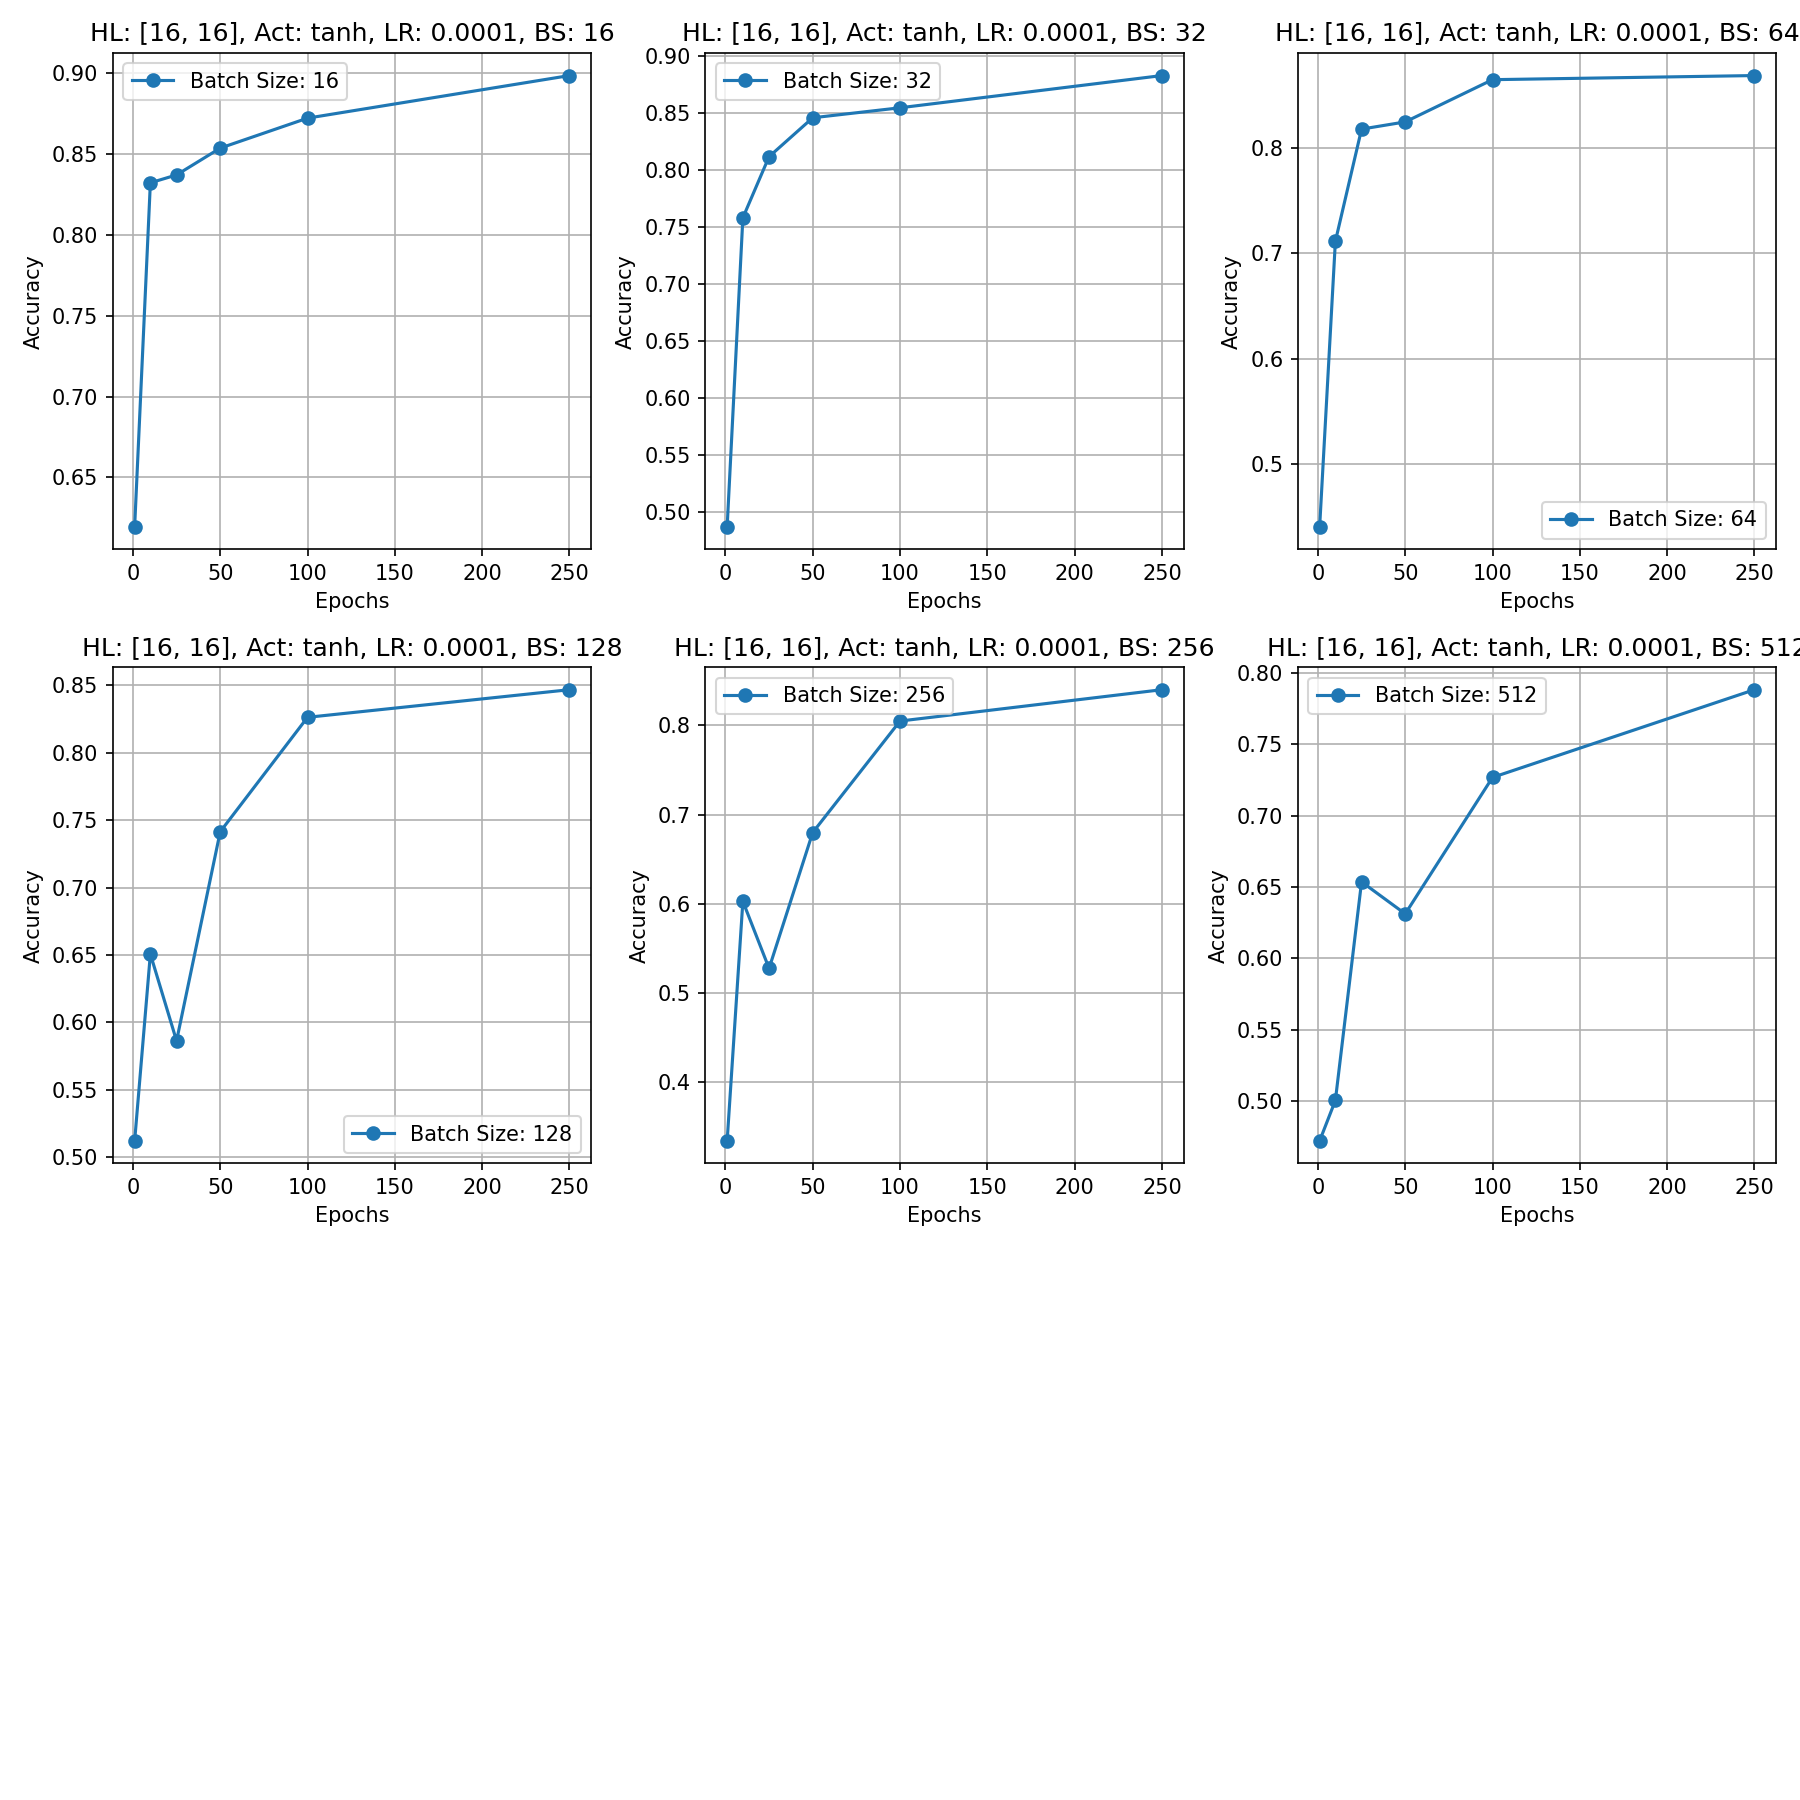 HL: [16, 16], Act: tanh, LR: 0.0001, BS: 16
Batch Size: 16
0.90
0.85
0.80
0.75
0.70
0.65
Accuracy
0 50 100 150 200 250
Epochs
HL: [16, 16], Act: tanh, LR: 0.0001, BS: 32
Batch Size: 32
0.90
0.85
0.80
0.75
0.70
0.65
0.60
0.55
0.50
Accuracy
0 50 100 150 200 250
Epochs
HL: [16, 16], Act: tanh, LR: 0.0001, BS: 64
0.8
0.7
0.6
0.5
Accuracy
Batch Size: 64
0 50 100 150 200 250
Epochs
HL: [16, 16], Act: tanh, LR: 0.0001, BS: 128
0.85
0.80
0.75
0.70
0.65
0.60
0.55
0.50
Accuracy
Batch Size: 128
0 50 100 150 200 250
Epochs
HL: [16, 16], Act: tanh, LR: 0.0001, BS: 256
Batch Size: 256
0.8
0.7
0.6
0.5
0.4
Accuracy
0 50 100 150 200 250
Epochs
HL: [16, 16], Act: tanh, LR: 0.0001, BS: 512
Batch Size: 512
0.80
0.75
0.70
0.65
0.60
0.55
0.50
Accuracy
0 50 100 150 200 250
Epochs